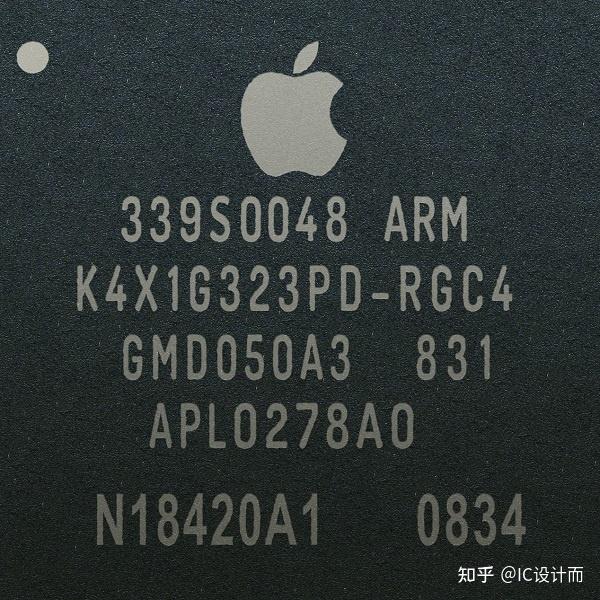 339S0048 ARM
K4X1G323PD-RGC4
GMD050A3 831
APL0278A0
N18420A1 0834
知乎 @IC设计而